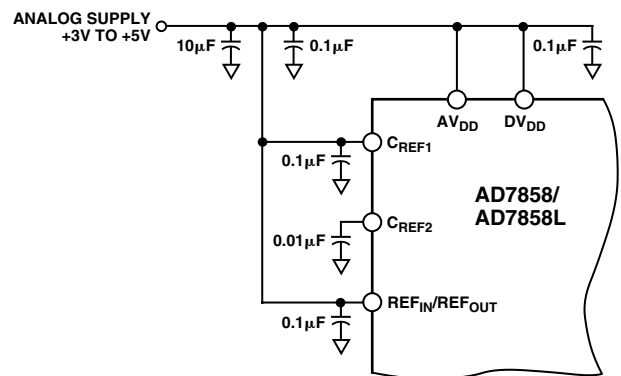 ANALOG SUPPLY
+3V TO +5V
10μF
0.1μF
0.1μF
AVDD
DVDD
CREF1
0.1μF
AD7858/
AD7858L
CREF2
0.01μF
REFIN/REFOUT
0.1μF